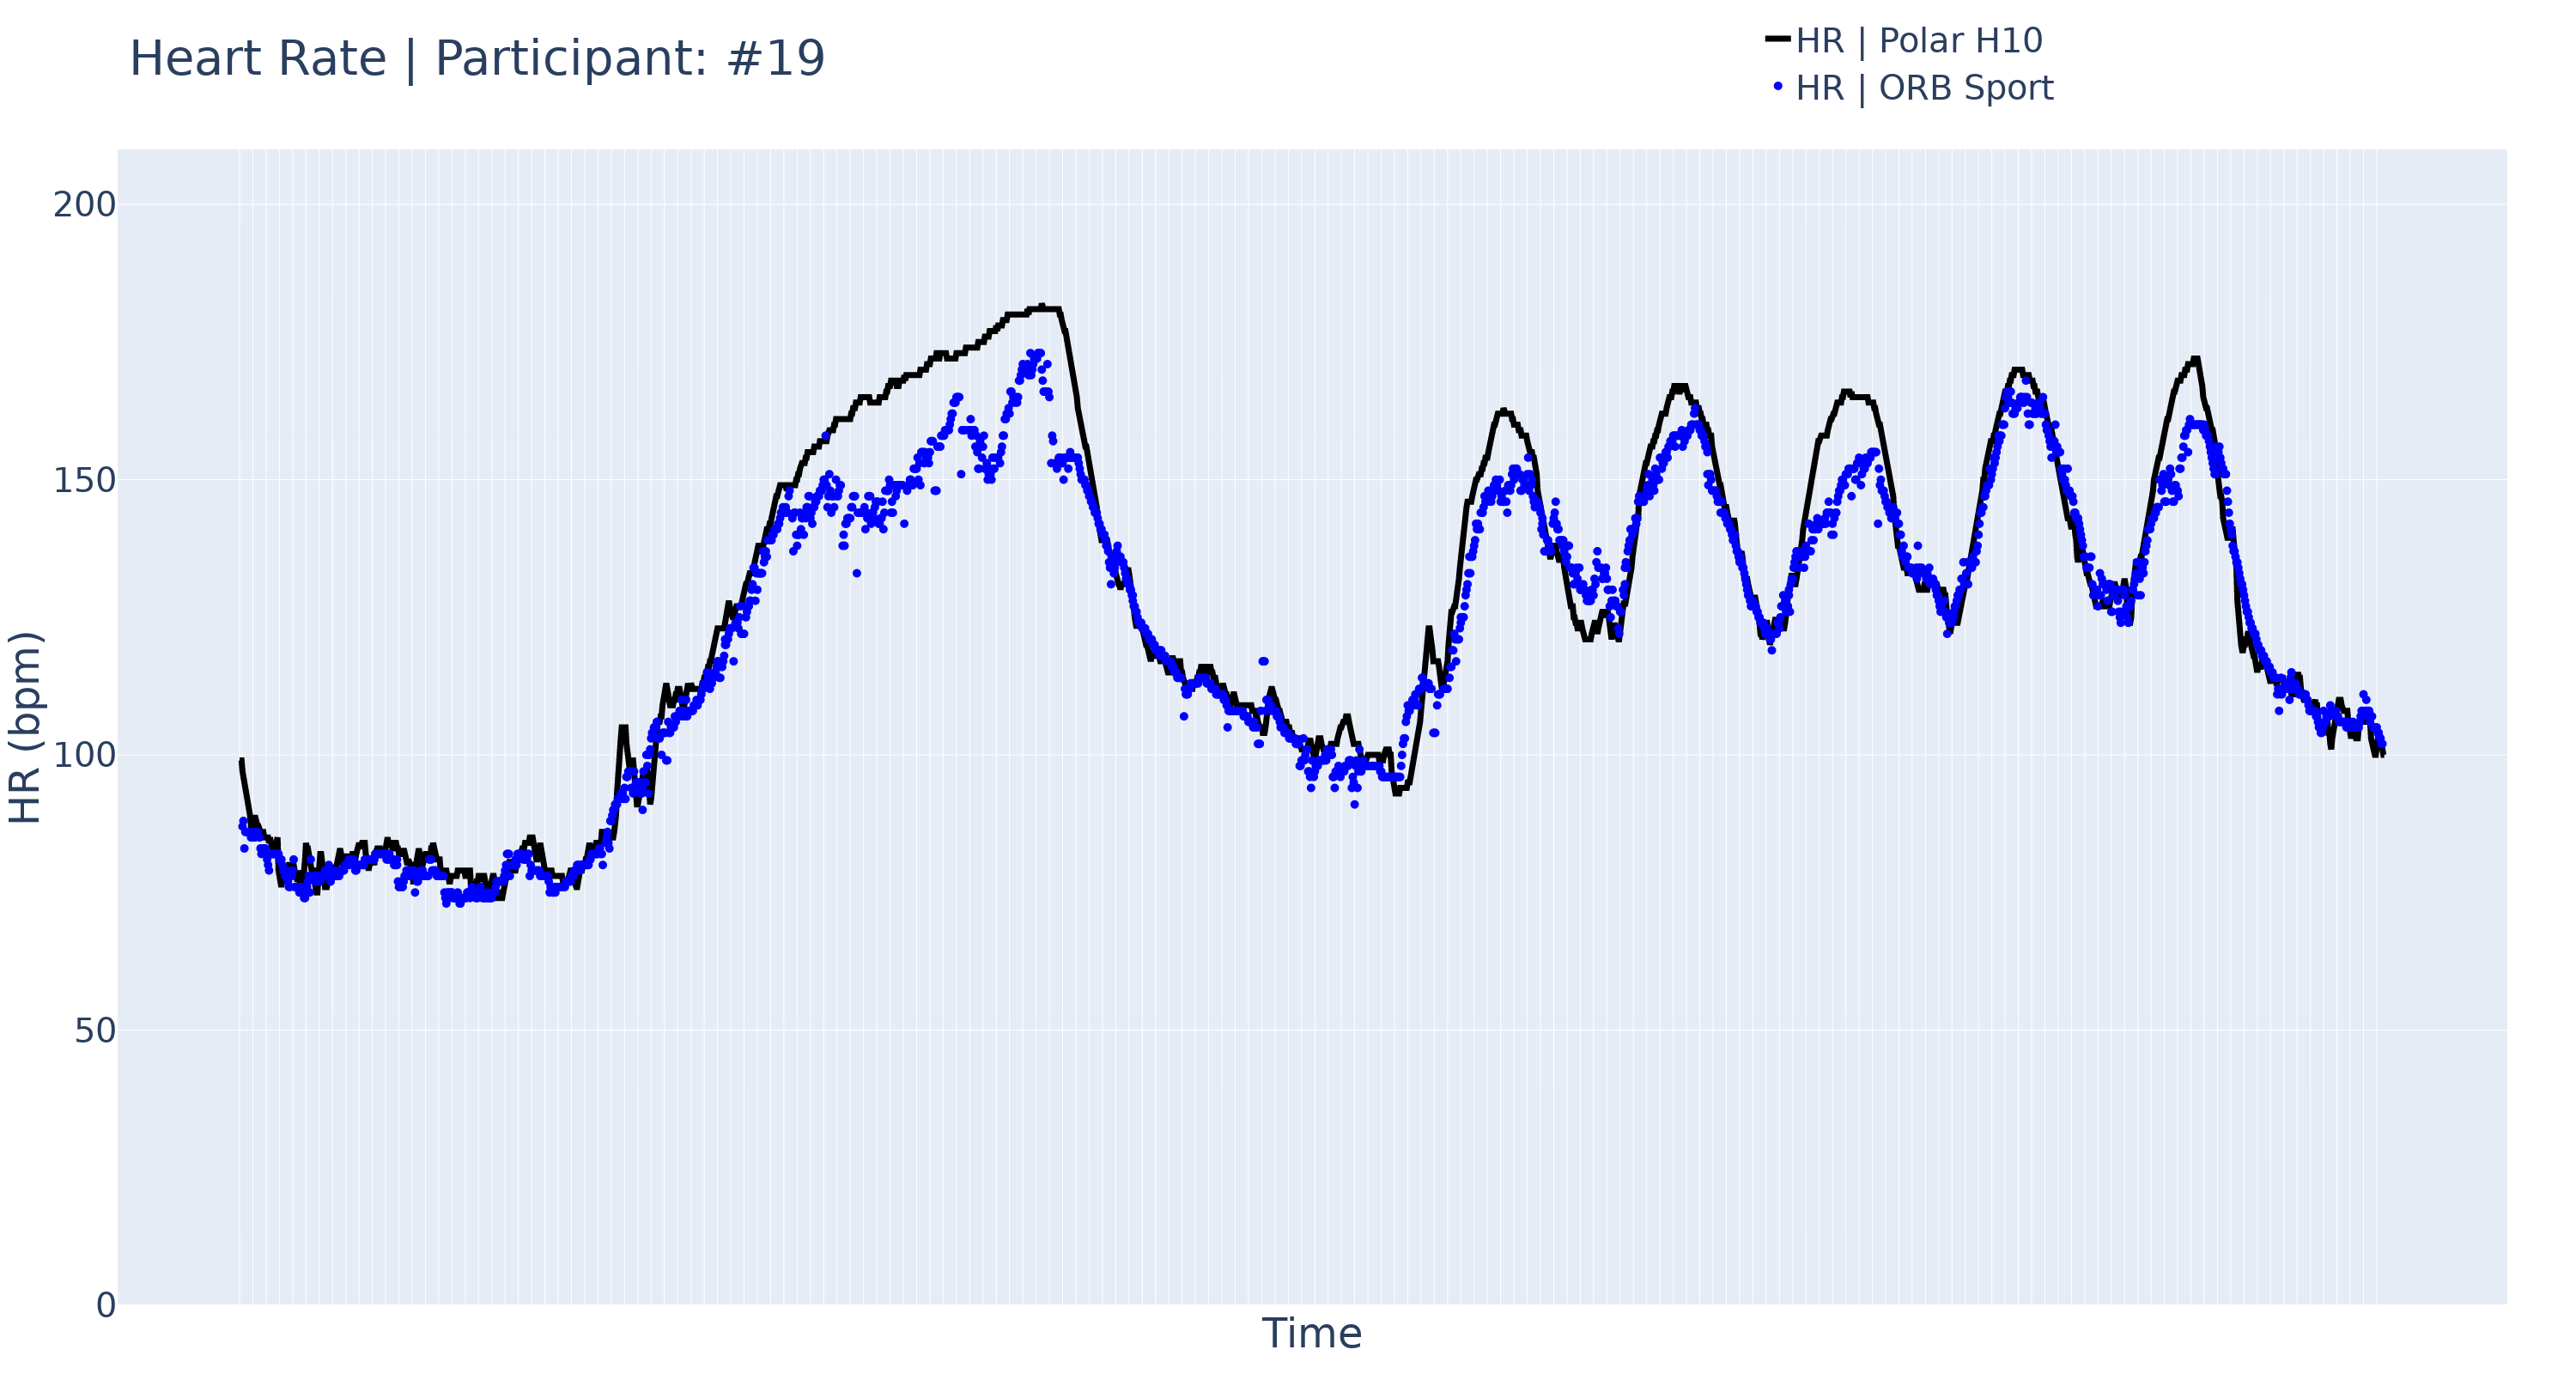 Heart Rate | Participant: #19
HR | Polar H10
HR | ORB Sport
HR (bpm)
200
150
100
50
0
Time